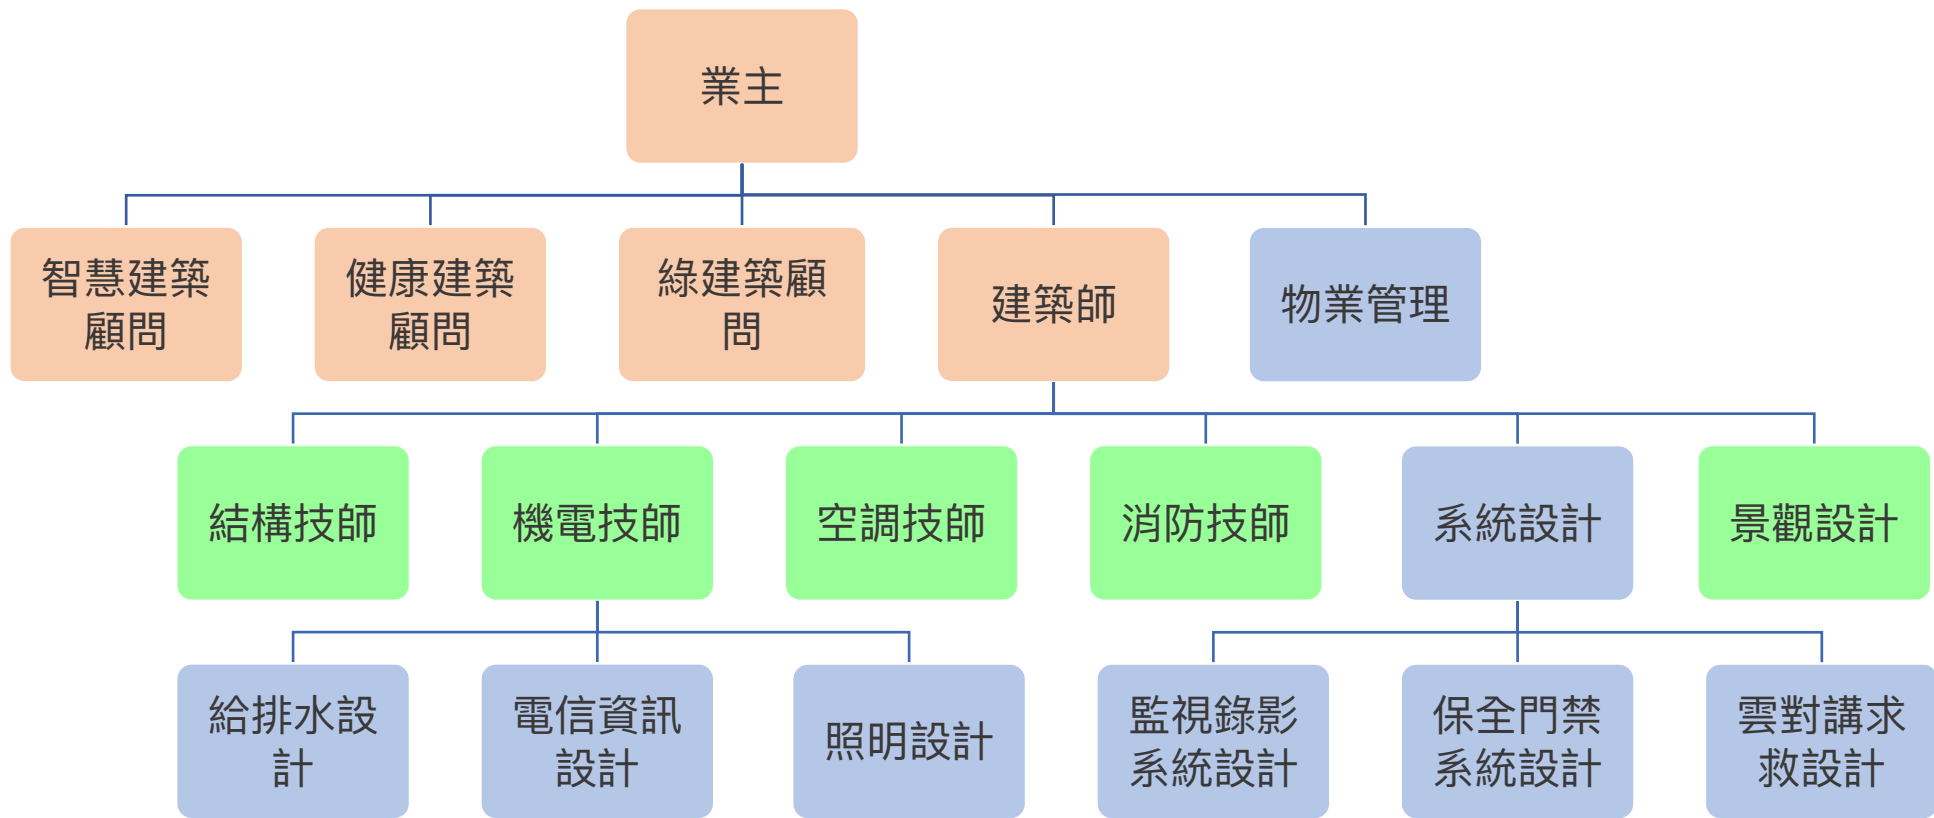 業主
智慧建築
顧問
健康建築
顧問
綠建築顧
問
建築師
物業管理
結構技師
機電技師
空調技師
消防技師
系統設計
景觀設計
給排水設
計
電信資訊
設計
照明設計
監視錄影
系統設計
保全門禁
系統設計
雲對講求
救設計